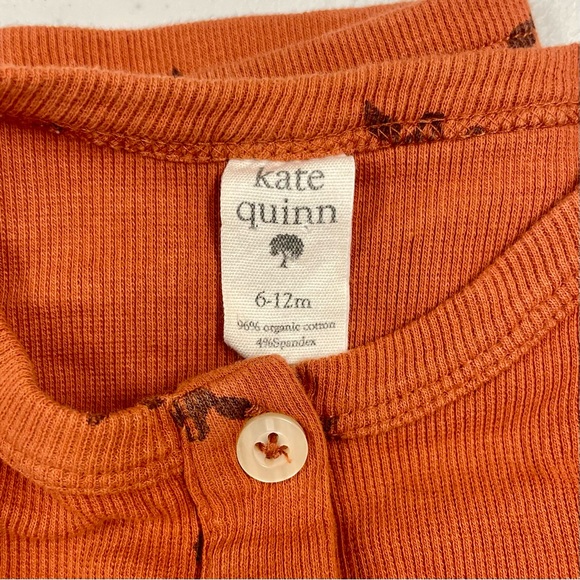 kate
quinn
6-12m
96% organic cotton
4%Spandex